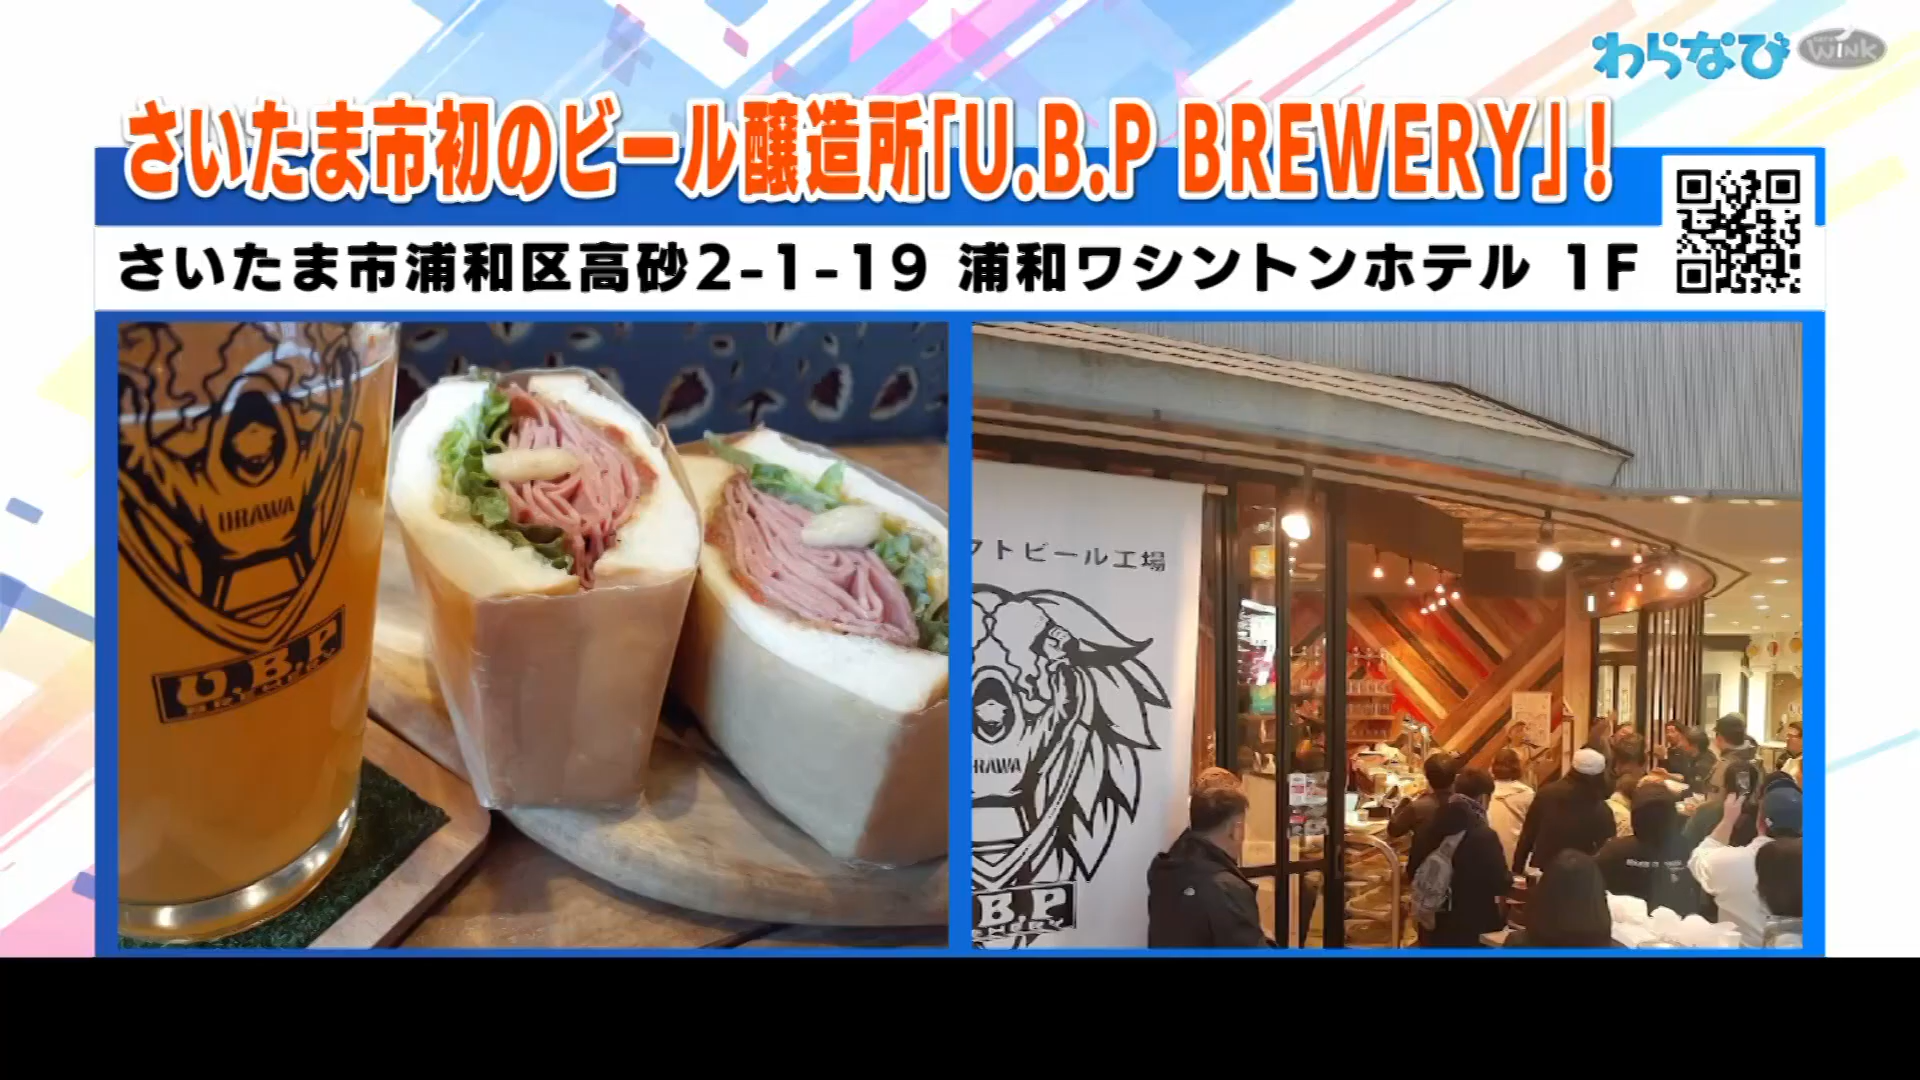 わらなび
WINK
さいたま市初のビール醸造所「U.B.P BREWERY」!
さいたま市浦和区高砂2-1-19 浦和ワシントンホテル 1F
URAWA
U.B.P
BREWERY
フトビール工場
RAWA
B.P